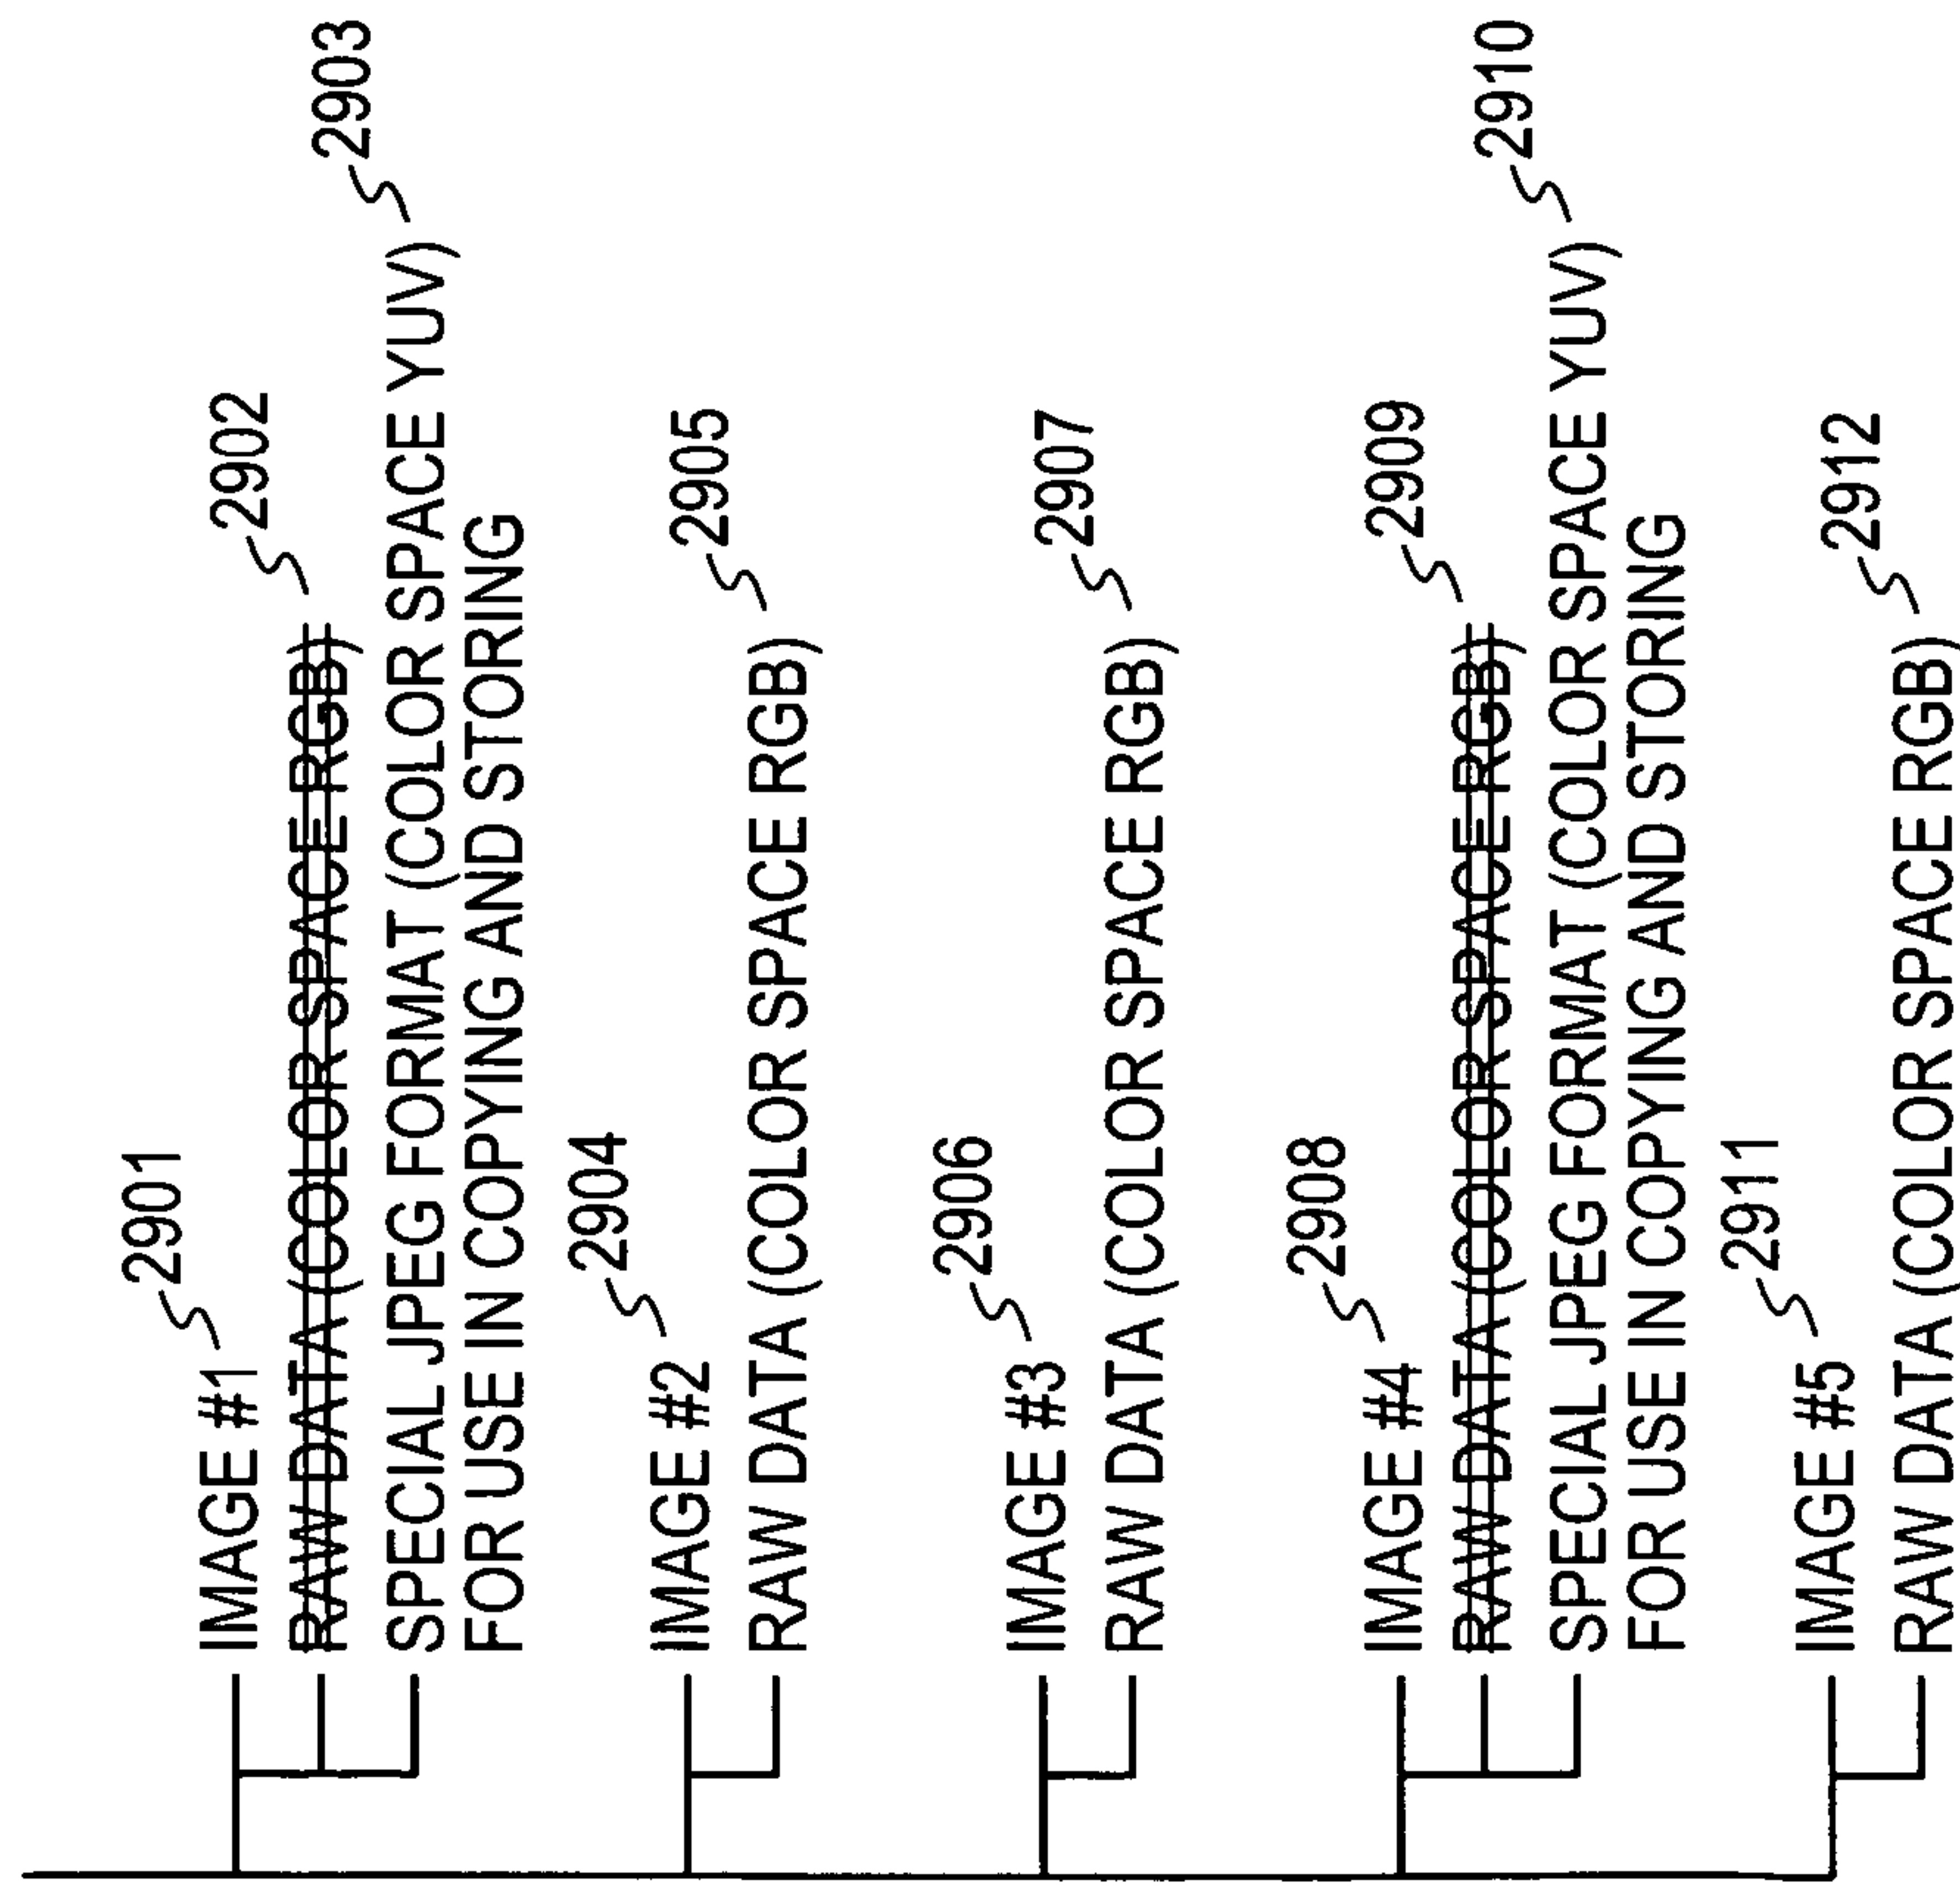 2901
IMAGE #1
2902
RAW DATA (COLOR SPACE RGB)
2903
SPECIAL JPEG FORMAT (COLOR SPACE YUV)
FOR USE IN COPYING AND STORING
2904
IMAGE #2
2905
RAW DATA (COLOR SPACE RGB)
2906
IMAGE #3
2907
RAW DATA (COLOR SPACE RGB)
2908
IMAGE #4
2909
RAW DATA (COLOR SPACE RGB)
2910
SPECIAL JPEG FORMAT (COLOR SPACE YUV)
FOR USE IN COPYING AND STORING
2911
IMAGE #5
2912
RAW DATA (COLOR SPACE RGB)